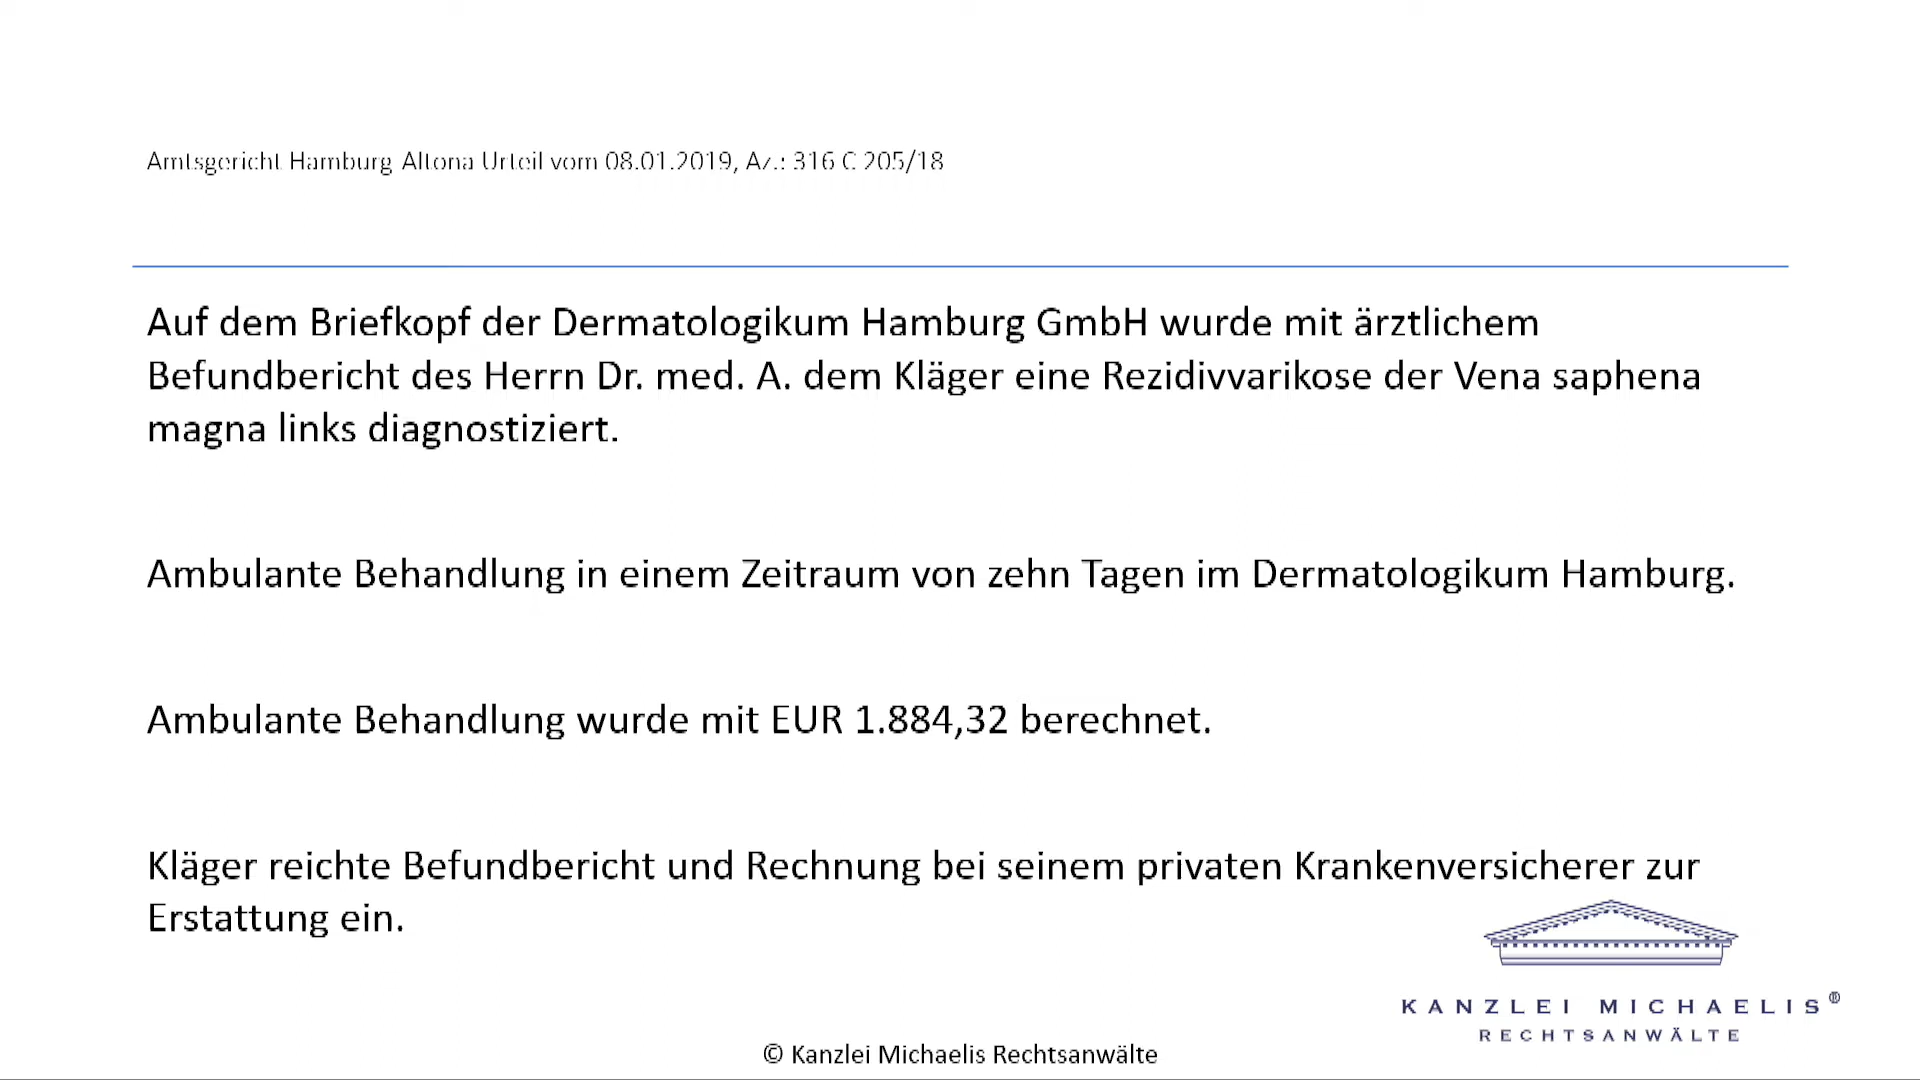 Amtsgericht Hamburg Altona Urteil vom 08.01.2019, Az.: 316 C 205/18
Auf dem Briefkopf der Dermatologikum Hamburg GmbH wurde mit ärztlichem
Befundbericht des Herrn Dr. med. A. dem Kläger eine Rezidivvarikose der Vena saphena
magna links diagnostiziert.
Ambulante Behandlung in einem Zeitraum von zehn Tagen im Dermatologikum Hamburg.
Ambulante Behandlung wurde mit EUR 1.884,32 berechnet.
Kläger reichte Befundbericht und Rechnung bei seinem privaten Krankenversicherer zur
Erstattung ein.
KANZLEI MICHAELIS®
RECHTSANWÄLTE
© Kanzlei Michaelis Rechtsanwälte